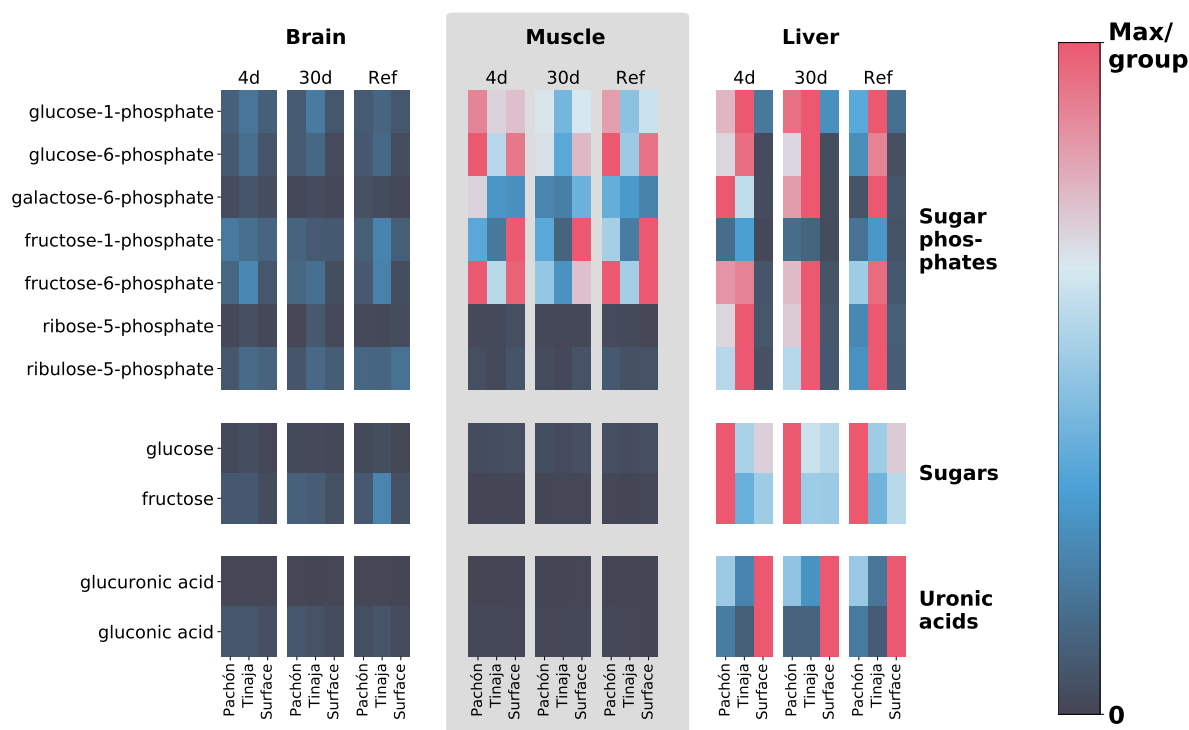 Brain
Muscle
Liver
Max/
group
4d 30d Ref
4d 30d Ref
4d 30d Ref
glucose-1-phosphate
glucose-6-phosphate
galactose-6-phosphate
fructose-1-phosphate
fructose-6-phosphate
ribose-5-phosphate
ribulose-5-phosphate
Sugar
phos-
phates
glucose
fructose
Sugars
glucuronic acid
gluconic acid
Uronic
acids
Pachón
Tinaja
Surface
Pachón
Tinaja
Surface
Pachón
Tinaja
Surface
Pachón
Tinaja
Surface
Pachón
Tinaja
Surface
Pachón
Tinaja
Surface
Pachón
Tinaja
Surface
Pachón
Tinaja
Surface
Pachón
Tinaja
Surface
0